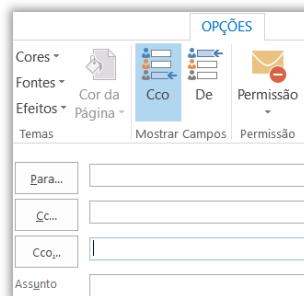 OPÇÕES
Cores
Fontes
Efeitos
Cor da
Página
Cco
De
Permissão
Temas
Mostrar Campos
Permissão
Para...
Cc...
Cco...
Assunto